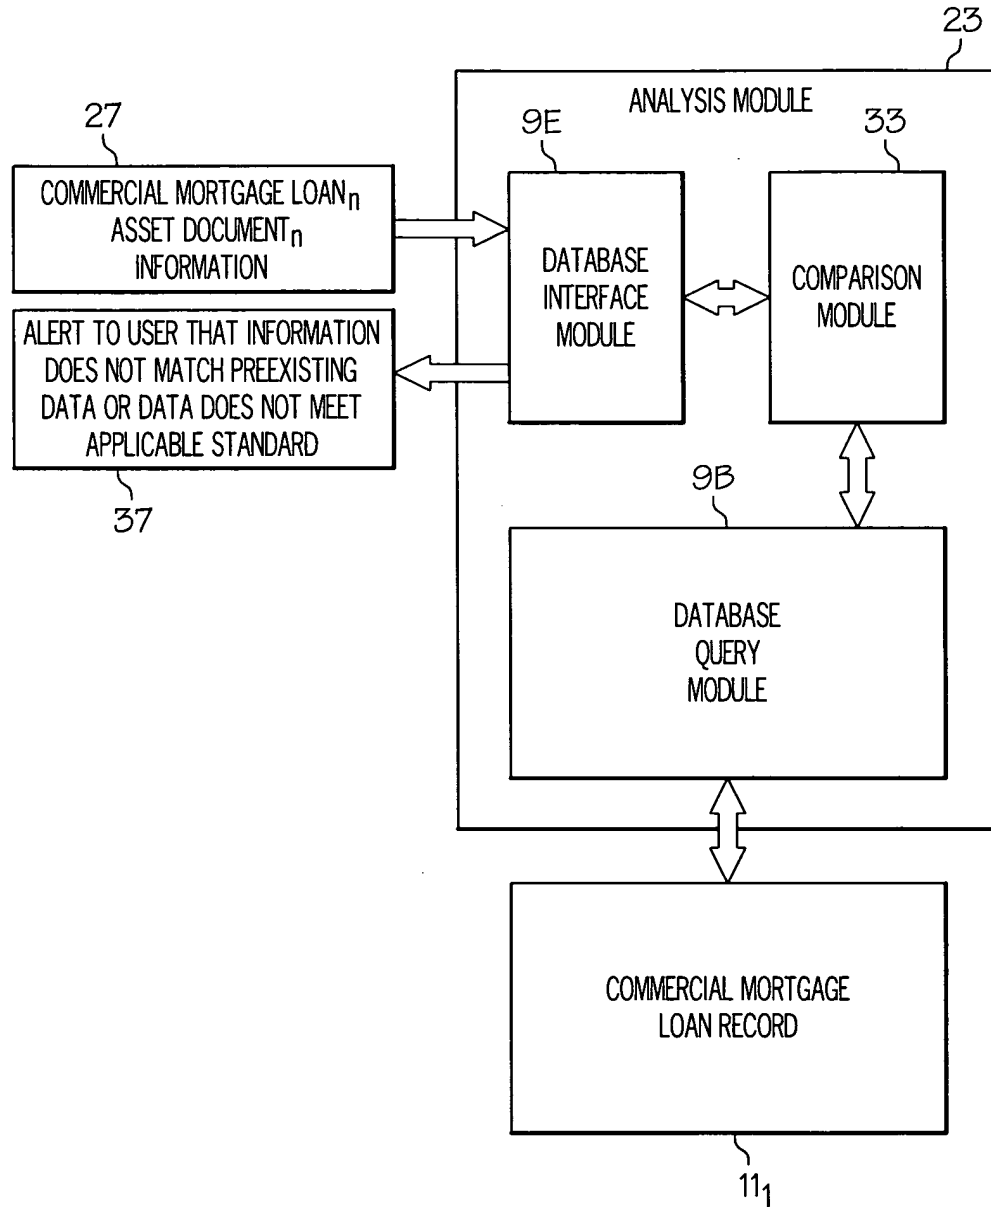 23
ANALYSIS MODULE
27
COMMERCIAL MORTGAGE LOANn
ASSET DOCUMENTn
INFORMATION
9E
DATABASE
INTERFACE
MODULE
33
COMPARISON
MODULE
ALERT TO USER THAT INFORMATION
DOES NOT MATCH PREEXISTING
DATA OR DATA DOES NOT MEET
APPLICABLE STANDARD
37
9B
DATABASE
QUERY
MODULE
COMMERCIAL MORTGAGE
LOAN RECORD
111